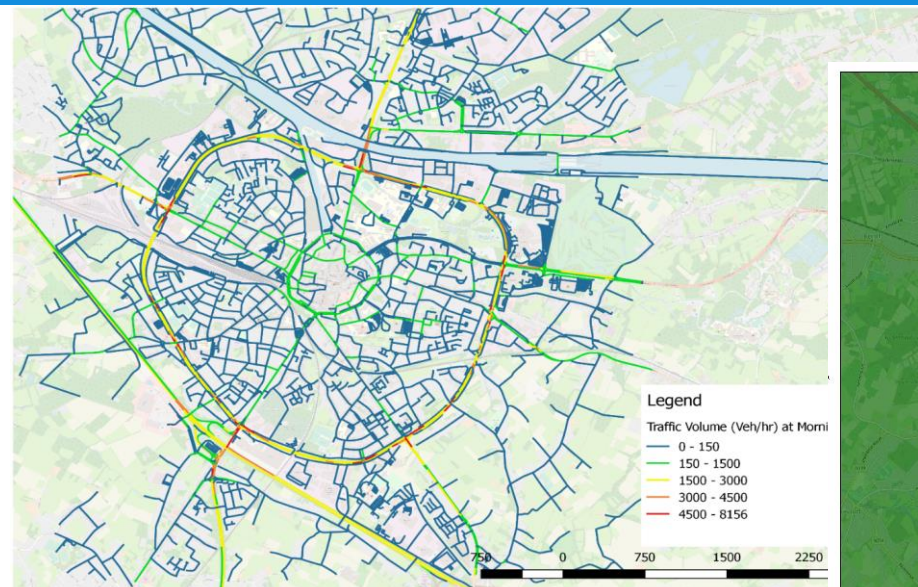 Legend
Traffic Volume (Veh/hr) at Morni
0 - 150
150 - 1500
1500 - 3000
3000 - 4500
4500 - 8156
750 0 750 1500 2250